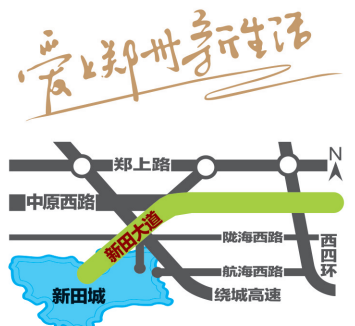 爱上郑州新生活
N
郑上路
中原西路
新田大道
陇海西路
西四环
航海西路
新田城
绕城高速